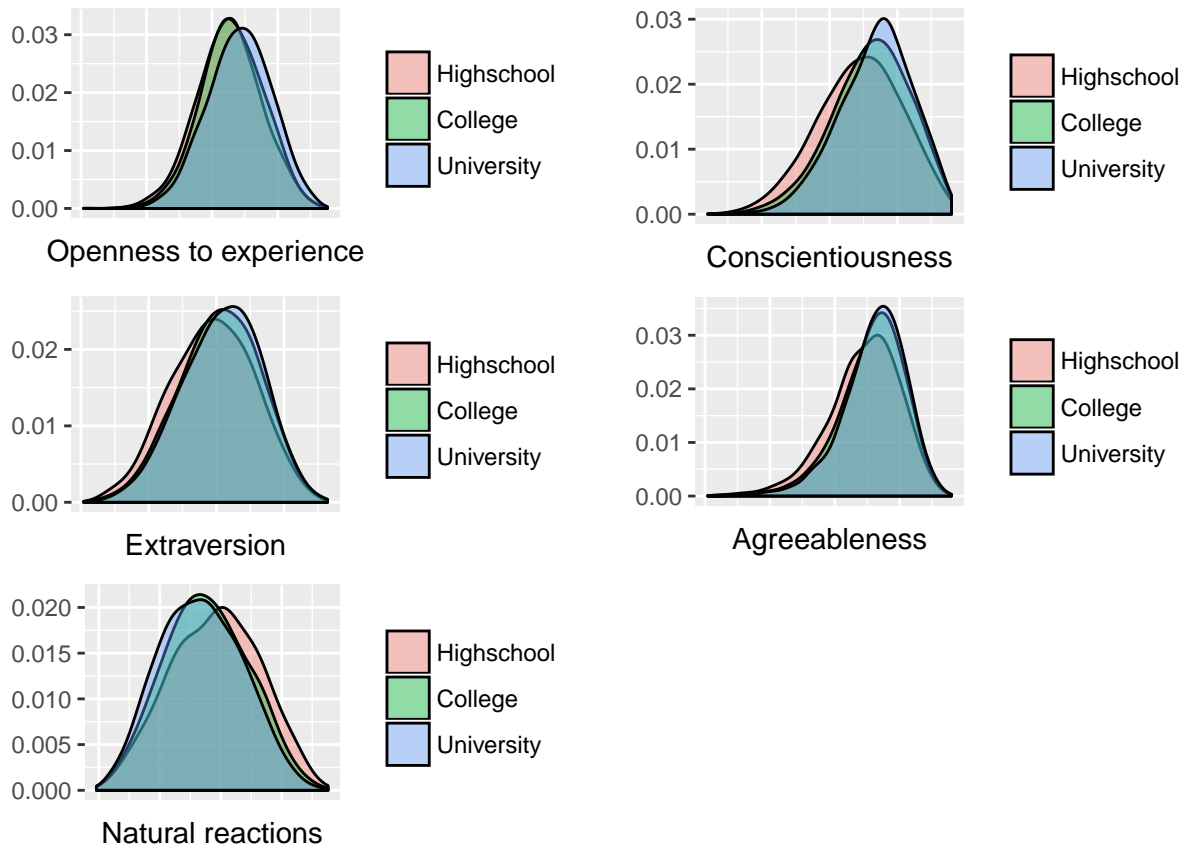 0.03
0.02
0.01
0.00
Highschool
College
University
Openness to experience
0.03
0.02
0.01
0.00
Highschool
College
University
Conscientiousness
0.02
0.01
0.00
Highschool
College
University
Extraversion
0.03
0.02
0.01
0.00
Highschool
College
University
Agreeableness
0.020
0.015
0.010
0.005
0.000
Highschool
College
University
Natural reactions